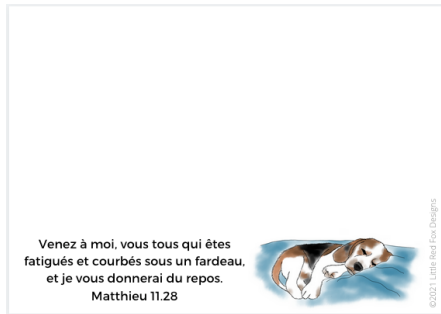 Venez à moi, vous tous qui êtes
fatigués et courbés sous un fardeau,
et je vous donnerai du repos.
Matthieu 11.28
©2021 Little Red Fox Designs